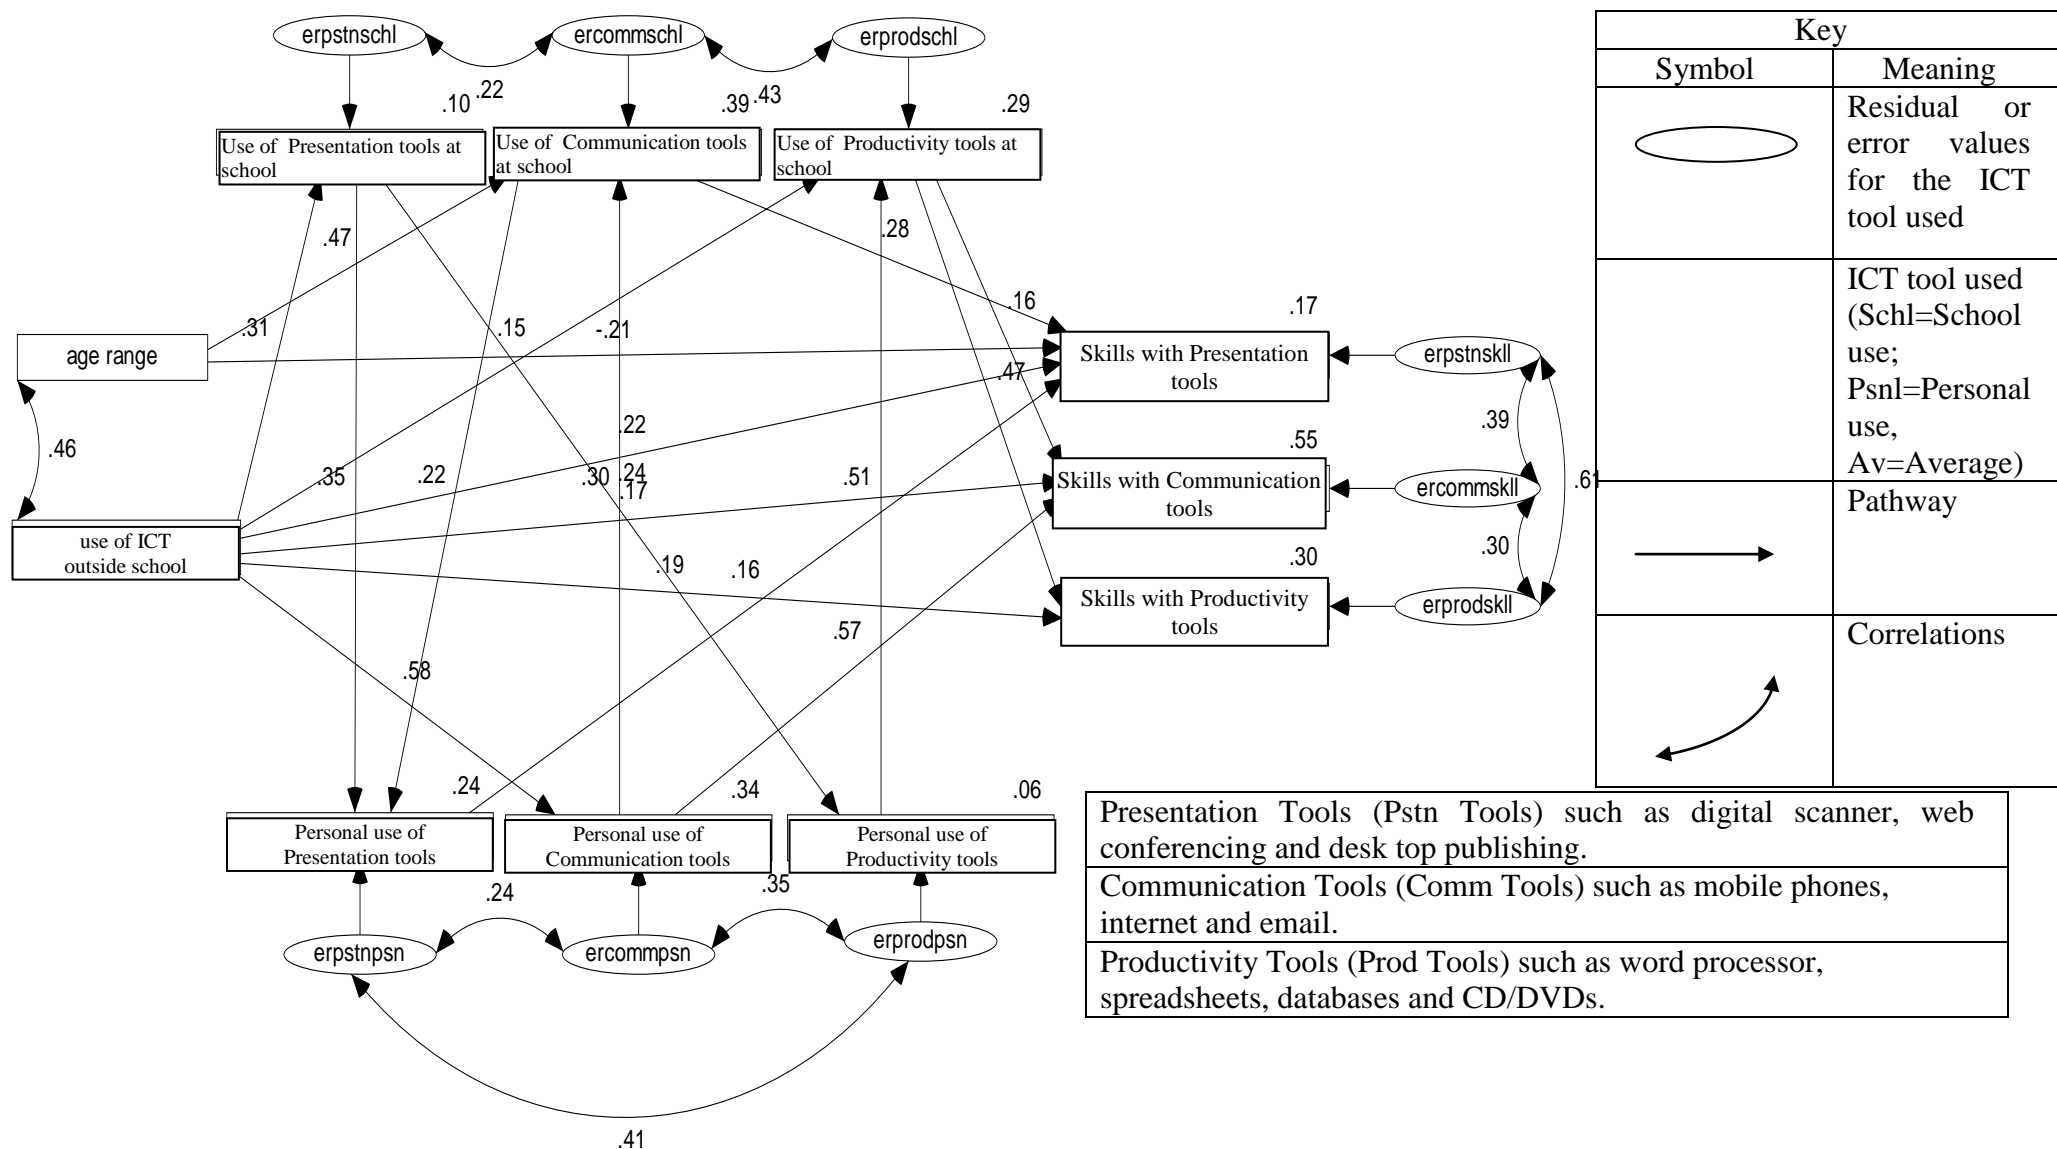 erpstnschl
ercommschl
erprodschl
.22
.43
.10
.39
.29
Use of Presentation tools at
school
Use of Communication tools
at school
Use of Productivity tools at
school
.47
.28
.31
.15
-.21
.16
.17
age range
Skills with Presentation
tools
erpstnskll
.47
.39
.46
.22
.55
.35
.22
.30
.24
.17
.51
Skills with Communication
tools
ercommskll
.61
use of ICT
outside school
.19
.16
.30
.30
Skills with Productivity
tools
erprodskll
.57
.58
.24
.34
.06
Personal use of
Presentation tools
Personal use of
Communication tools
Personal use of
Productivity tools
.24
.35
erpstnpsn
ercommpsn
erprodpsn
.41
Key
Symbol
Meaning
Residual or
error values
for the ICT
tool used
ICT tool used
(Schl=School
use;
Psnl=Personal
use,
Av=Average)
Pathway
Correlations
Presentation Tools (Pstn Tools) such as digital scanner, web
conferencing and desk top publishing.
Communication Tools (Comm Tools) such as mobile phones,
internet and email.
Productivity Tools (Prod Tools) such as word processor,
spreadsheets, databases and CD/DVDs.